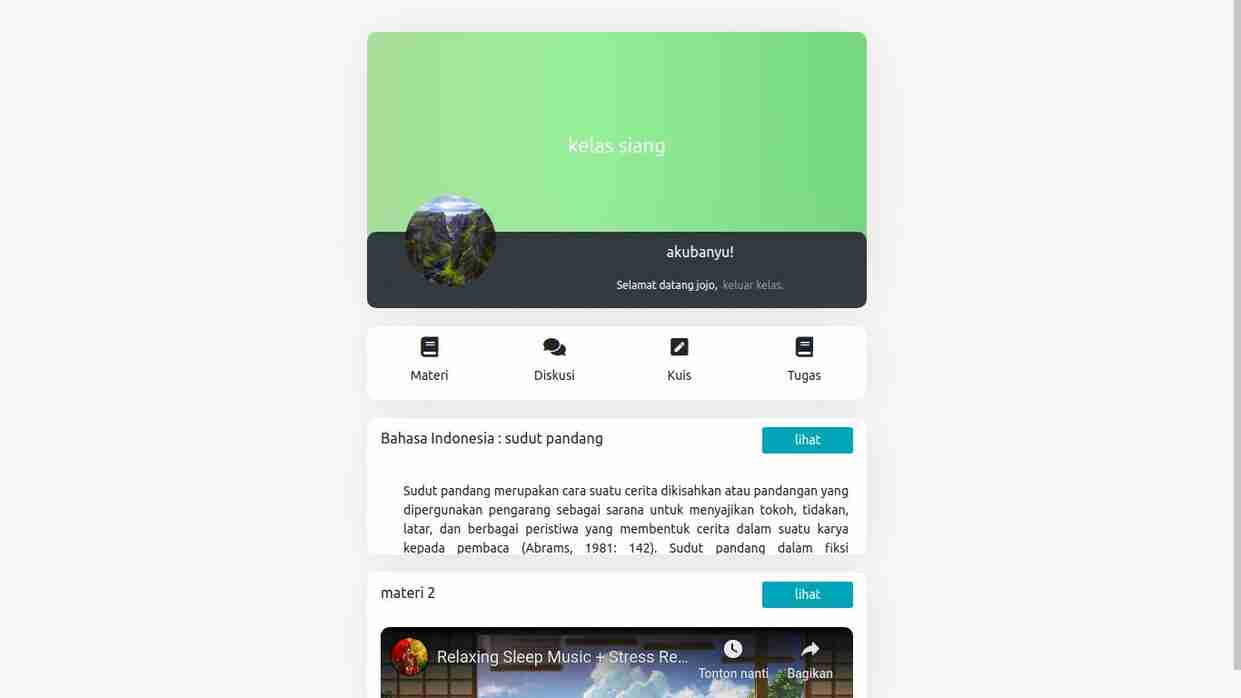 kelas siang
akubanyu!
Selamat datang jojo, keluar kelas.
Materi
Diskusi
Kuis
Tugas
Bahasa Indonesia : sudut pandang
lihat
Sudut pandang merupakan cara suatu cerita dikisahkan atau pandangan yang
dipergunakan pengarang sebagai sarana untuk menyajikan tokoh, tidakan,
latar, dan berbagai peristiwa yang membentuk cerita dalam suatu karya
kepada pembaca (Abrams, 1981: 142). Sudut pandang dalam fiksi
materi 2
lihat
Relaxing Sleep Music + Stress Re...
Tonton nanti
Bagikan